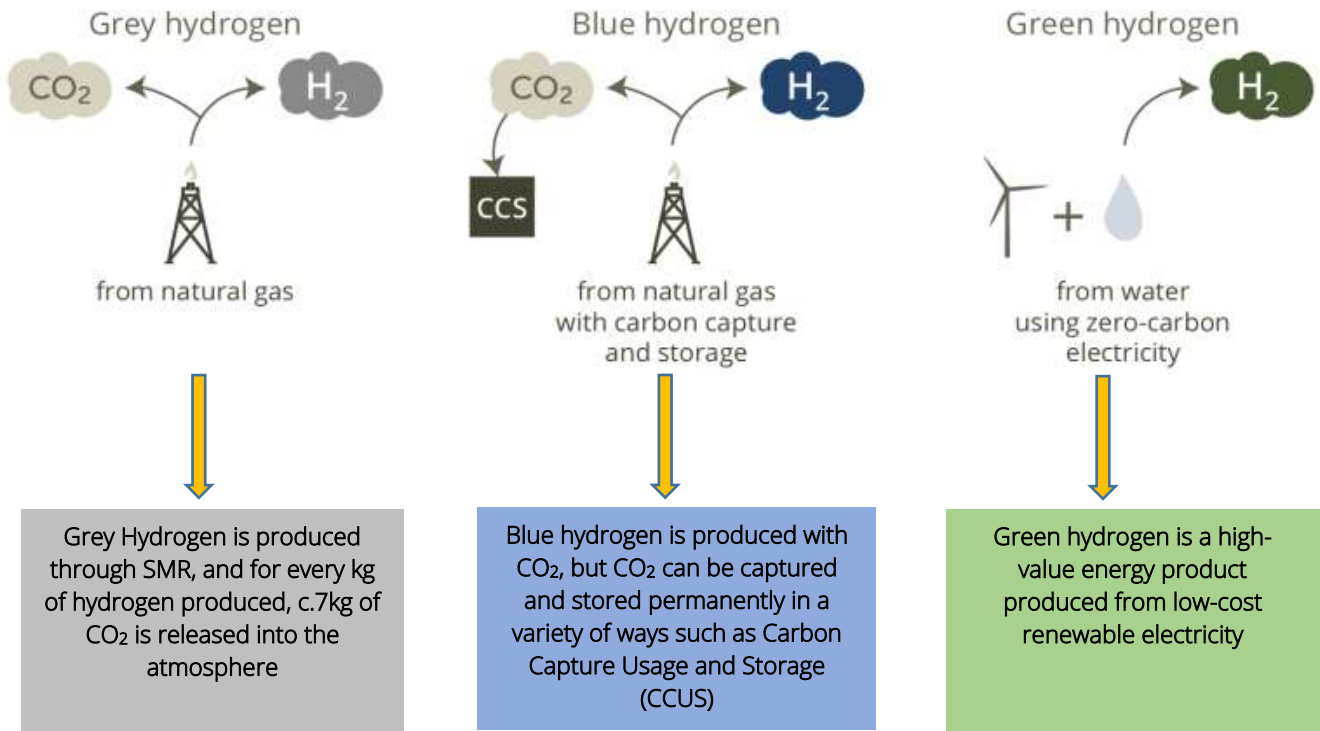 Grey hydrogen
CO₂
H₂
from natural gas
Grey Hydrogen is produced
through SMR, and for every kg
of hydrogen produced, c.7kg of
CO₂ is released into the
atmosphere
Blue hydrogen
CO₂
H₂
CCS
from natural gas
with carbon capture
and storage
Blue hydrogen is produced with
CO₂, but CO₂ can be captured
and stored permanently in a
variety of ways such as Carbon
Capture Usage and Storage
(CCUS)
Green hydrogen
H₂
+
from water
using zero-carbon
electricity
Green hydrogen is a high-
value energy product
produced from low-cost
renewable electricity